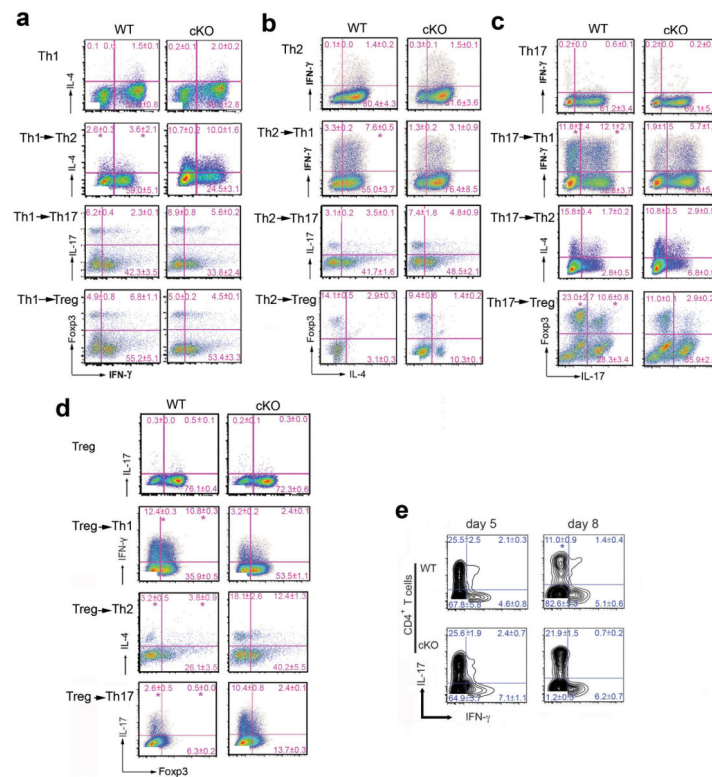 a
WT cKO
Th1
IL-4
0.1 0.0 1.5±0.1
0.2±0.1 2.0±0.2
Th1→Th2
IL-4
2.6±0.3 3.6±2.1
* *
59.0±5.1
10.7±0.2 10.0±1.6
24.5±3.1
Th1→Th17
IL-17
6.2±0.4 2.3±0.7
42.3±3.5
8.9±0.8 5.6±0.2
33.8±2.4
Th1→Treg
Foxp3
4.9±0.8 6.8±1.1
55.2±5.1
5.0±0.2 4.5±0.1
53.4±3.3
IFN-γ
b
WT cKO
Th2
IFN-γ
0.1±0.0 1.4±0.2
80.4±4.3
0.3±0.1 1.5±0.1
81.6±3.6
Th2→Th1
IFN-γ
3.3±0.2 7.6±0.5
*
55.0±3.7
1.3±0.2 3.1±0.9
76.4±8.5
Th2→Th17
IL-17
3.1±0.2 3.5±0.1
41.7±1.6
7.4±1.8 4.8±0.9
48.5±2.1
Th2→Treg
Foxp3
14.1±0.5 2.9±0.3
3.1±0.3
9.4±0.6 1.4±0.2
10.3±0.1
IL-4
c
WT cKO
Th17
IFN-γ
0.2±0.0 0.6±0.1
61.2±3.4
0.2±0.0 0.2±0.
69.1±5.
Th17→Th1
IFN-γ
11.8±2.4 12.1±2.1
* *
1.9±1.5 5.7±1.
Th17→Th2
IL-4
15.8±0.4 1.7±0.2
2.8±0.5
10.8±0.5 2.9±0.
6.8±0.
Th17→Treg
Foxp3
23.0±2.7 10.6±0.8
* *
28.3±3.4
11.0±0.1 2.9±0.2
35.9±2.
IL-17
d
WT cKO
Treg
IL-17
0.3±0.0 0.5±0.1
76.1±0.4
0.2±0.1 0.3±0.0
72.3±0.6
Treg→Th1
IFN-γ
12.4±0.3 10.8±0.3
* *
35.9±0.5
3.2±0.2 2.4±0.1
53.5±1.1
Treg→Th2
IL-4
3.2±0.5 3.8±0.9
* *
26.1±3.5
18.1±2.6 12.4±1.3
40.2±5.5
Treg→Th17
IL-17
2.6±0.5 0.5±0.0
* *
6.3±0.2
10.4±0.8 2.4±0.1
13.7±0.3
Foxp3
e
day 5 day 8
CD4+ T cells
WT
25.5±2.5 2.1±0.3
67.8±5.8 4.6±0.8
11.0±0.9 1.4±0.4
*
5.1±0.6
cKO
25.6±1.9 2.4±0.7
7.1±1.1
21.9±1.5 0.7±0.2
6.2±0.7
IL-17
IFN-γ